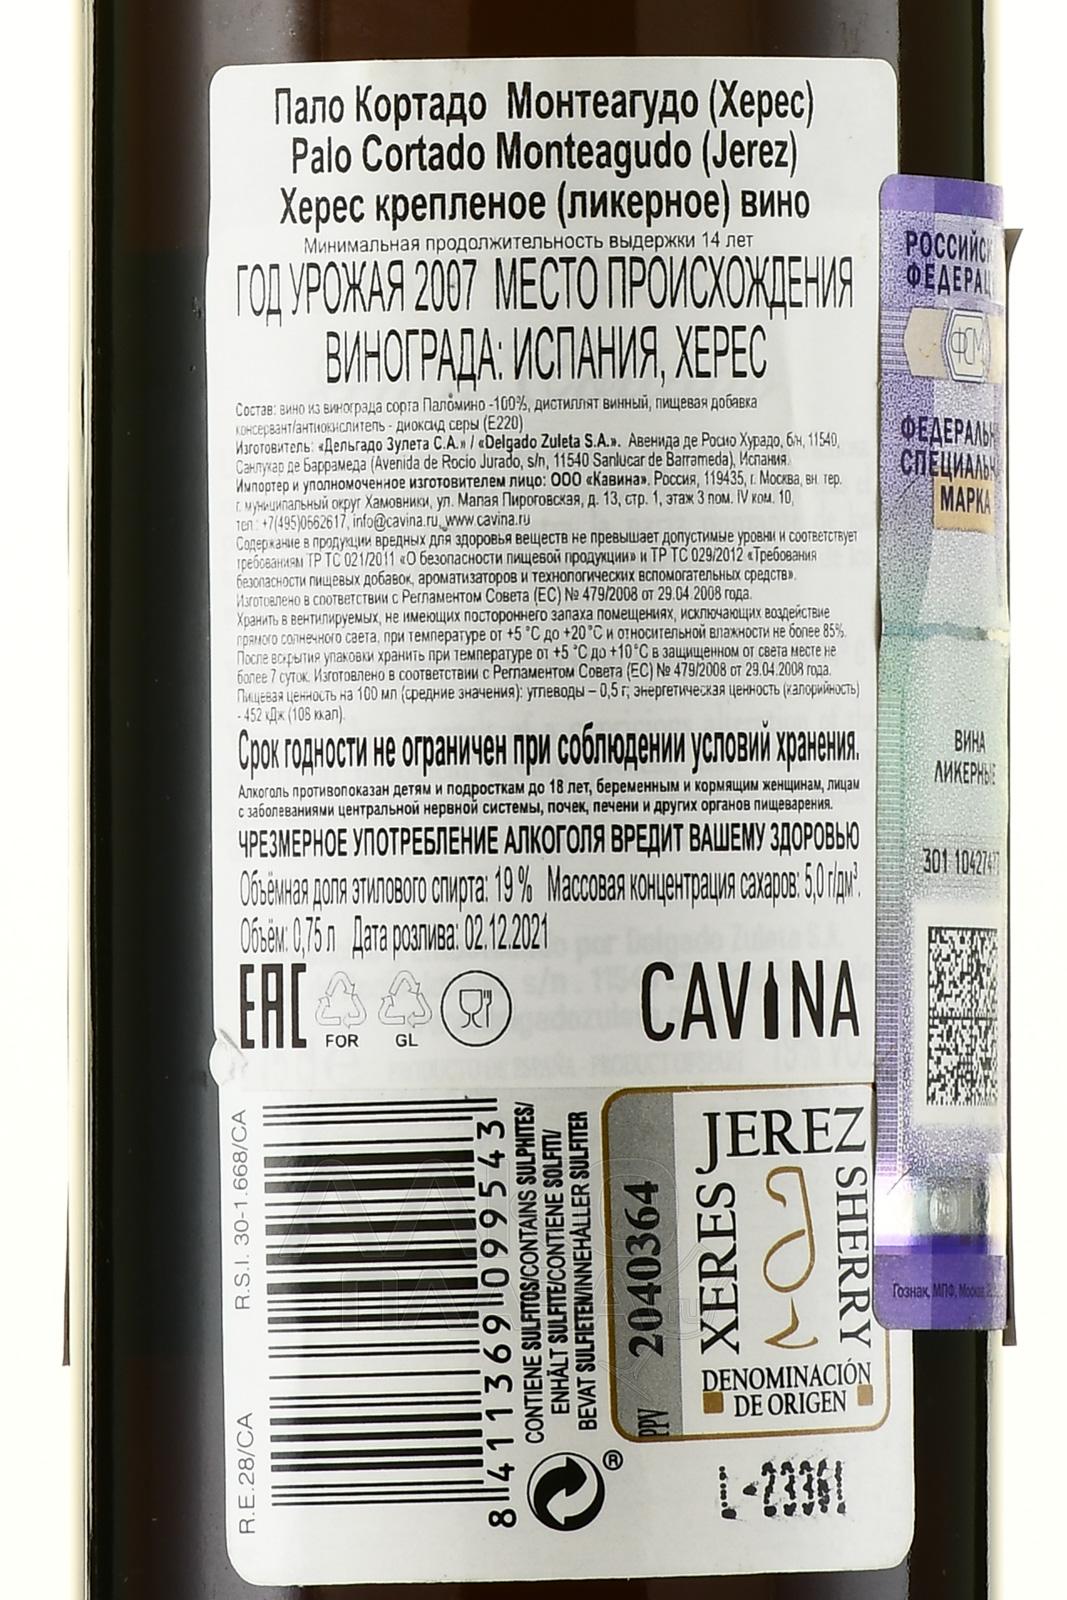 Пало Кортадо Монтеагудо (Херес)
Palo Cortado Monteagudo (Jerez)
Херес крепленое (ликерное) вино
Минимальная продолжительность выдержки 14 лет
ГОД УРОЖАЯ 2007 МЕСТО ПРОИСХОЖДЕНИЯ
ВИНОГРАДА: ИСПАНИЯ, ХЕРЕС
Состав: вино из винограда сорта Паломино -100%, дистиллят винный, пищевая добавка
консервант/антиокислитель - диоксид серы (E220)
Изготовитель: «Дельгадо Зулета С.А.» / «Delgado Zuleta S.A.». Авенида де Росио Хурадо, б/н, 11540,
Санлукар де Баррамеда (Avenida de Rocio Jurado, s/n, 11540 Sanlucar de Barrameda), Испания.
Импортер и уполномоченное изготовителем лицо: ООО «Кавина». Россия, 119435, г. Москва, вн. тер.
г. муниципальный округ Хамовники, ул. Малая Пироговская, д. 13, стр. 1, этаж 3 пом. IV ком. 10,
тел.: +7(495)0662617, info@cavina.ru, www.cavina.ru
Содержание в продукции вредных для здоровья веществ не превышает допустимые уровни и соответствует
требованиям ТР ТС 021/2011 «О безопасности пищевой продукции» и ТР ТС 029/2012 «Требования
безопасности пищевых добавок, ароматизаторов и технологических вспомогательных средств».
Изготовлено в соответствии с Регламентом Совета (ЕС) № 479/2008 от 29.04.2008 года.
Хранить в вентилируемых, не имеющих постороннего запаха помещениях, исключающих воздействие
прямого солнечного света, при температуре от +5 °С до +20 °С и относительной влажности не более 85%.
После вскрытия упаковки хранить при температуре от +5 °С до +10 °С в защищенном от света месте не
более 7 суток. Изготовлено в соответствии с Регламентом Совета (ЕС) № 479/2008 от 29.04.2008 года.
Пищевая ценность на 100 мл (средние значения): углеводы – 0,5 г; энергетическая ценность (калорийность)
- 452 кДж (108 ккал).
Срок годности не ограничен при соблюдении условий хранения.
Алкоголь противопоказан детям и подросткам до 18 лет, беременным и кормящим женщинам, лицам
с заболеваниями центральной нервной системы, почек, печени и других органов пищеварения.
ЧРЕЗМЕРНОЕ УПОТРЕБЛЕНИЕ АЛКОГОЛЯ ВРЕДИТ ВАШЕМУ ЗДОРОВЬЮ
Объёмная доля этилового спирта: 19 % Массовая концентрация сахаров: 5,0 г/дм³.
Объём: 0,75 л Дата розлива: 02.12.2021
EAC FOR GL CAVINA
R.E.28/CA R.S.I. 30-1.668/CA
8 411369 099543
CONTIENE SULFITOS/CONTAINS SULPHITES/
ENHÄLT SULFITE/CONTIENE SOLFITI/
BEVAT SULFIETEN/INNEHÅLLER SULFITER
®
PPV 2040364
JEREZ
XERES
SHERRY
DENOMINACIÓN
DE ORIGEN
РОССИЙСК
ФЕДЕРАЦ
ФСМ
ФЕДЕРАЛЬН
СПЕЦИАЛЬН
МАРКА
ВИНА
ЛИКЕРНЫЕ
301 104274
Гознак, МПФ, Москва